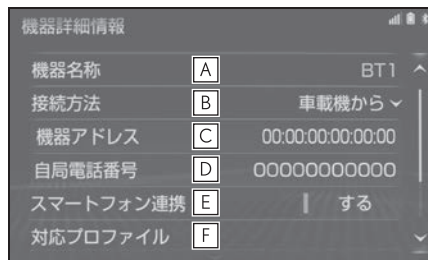 機器詳細情報
機器名称 A BT1
接続方法 B 車載機から
機器アドレス C 00:00:00:00:00:00
自局電話番号 D 00000000000
スマートフォン連携 E する
対応プロファイル F